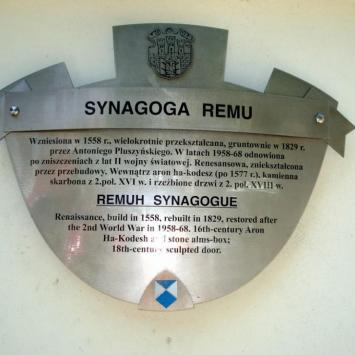 SYNAGOGA REMU
Wzniesiona w 1558 r., wielokrotnie przekształcana, gruntownie w 1829 r.
przez Antoniego Pluszyńskiego. W latach 1958-68 odnowiona
po zniszczeniach z lat II wojny światowej. Renesansowa, zniekształcona
przez przebudowy. Wewnątrz aron ha-kodesz (po 1577 r.), kamienna
skarbona z 2.poł. XVI w. i rzeźbione drzwi z 2. poł. XVIII w.
REMUH SYNAGOGUE
Renaissance, build in 1558, rebuilt in 1829, restored after
the 2nd World War in 1958-68. 16th-century Aron
Ha-Kodesh and stone alms-box;
18th-century sculpted door.